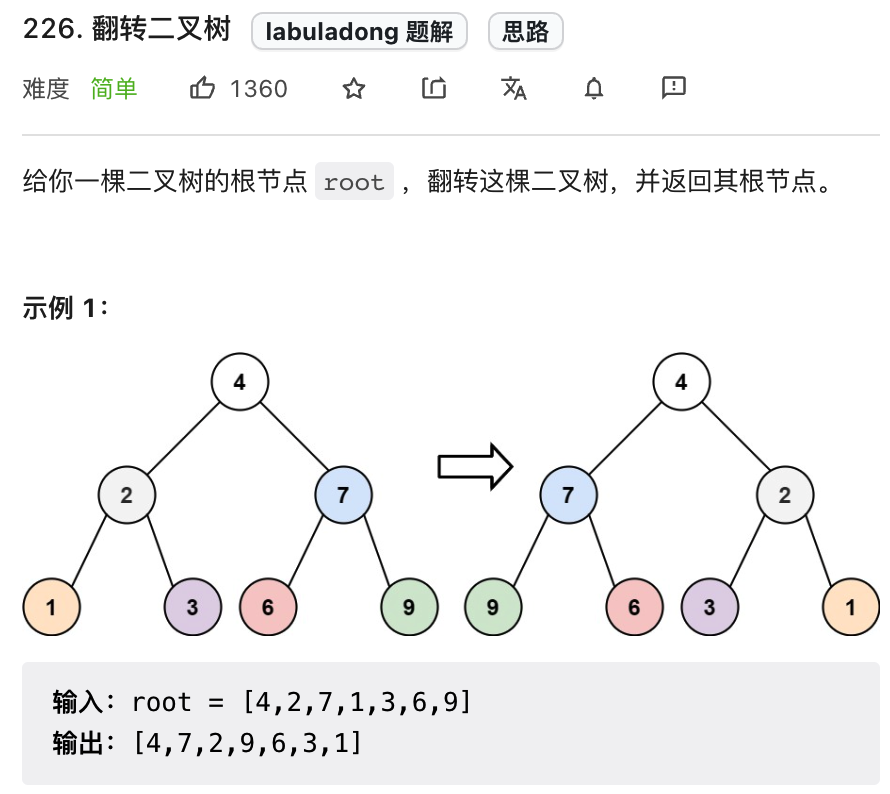 226. 翻转二叉树 labuladong 题解 思路
难度 简单 1360
给你一棵二叉树的根节点 root ，翻转这棵二叉树，并返回其根节点。
示例 1：
4 4
2 7 7 2
1 3 6 9 9 6 3 1
输入：root = [4,2,7,1,3,6,9]
输出：[4,7,2,9,6,3,1]